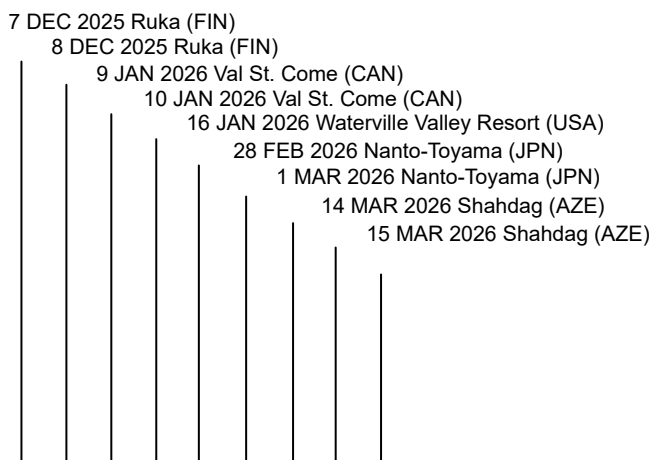 7 DEC 2025 Ruka (FIN)
8 DEC 2025 Ruka (FIN)
9 JAN 2026 Val St. Come (CAN)
10 JAN 2026 Val St. Come (CAN)
16 JAN 2026 Waterville Valley Resort (USA)
28 FEB 2026 Nanto-Toyama (JPN)
1 MAR 2026 Nanto-Toyama (JPN)
14 MAR 2026 Shahdag (AZE)
15 MAR 2026 Shahdag (AZE)